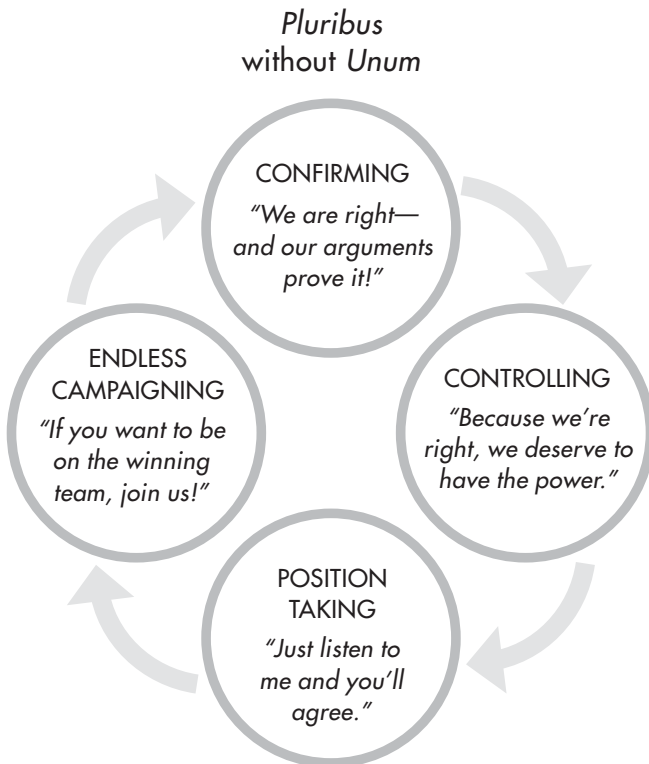 Pluribus
without Unum
CONFIRMING
“We are right—
and our arguments
prove it!”
CONTROLLING
“Because we’re
right, we deserve to
have the power.”
POSITION
TAKING
“Just listen to
me and you’ll
agree.”
ENDLESS
CAMPAIGNING
“If you want to be
on the winning
team, join us!”